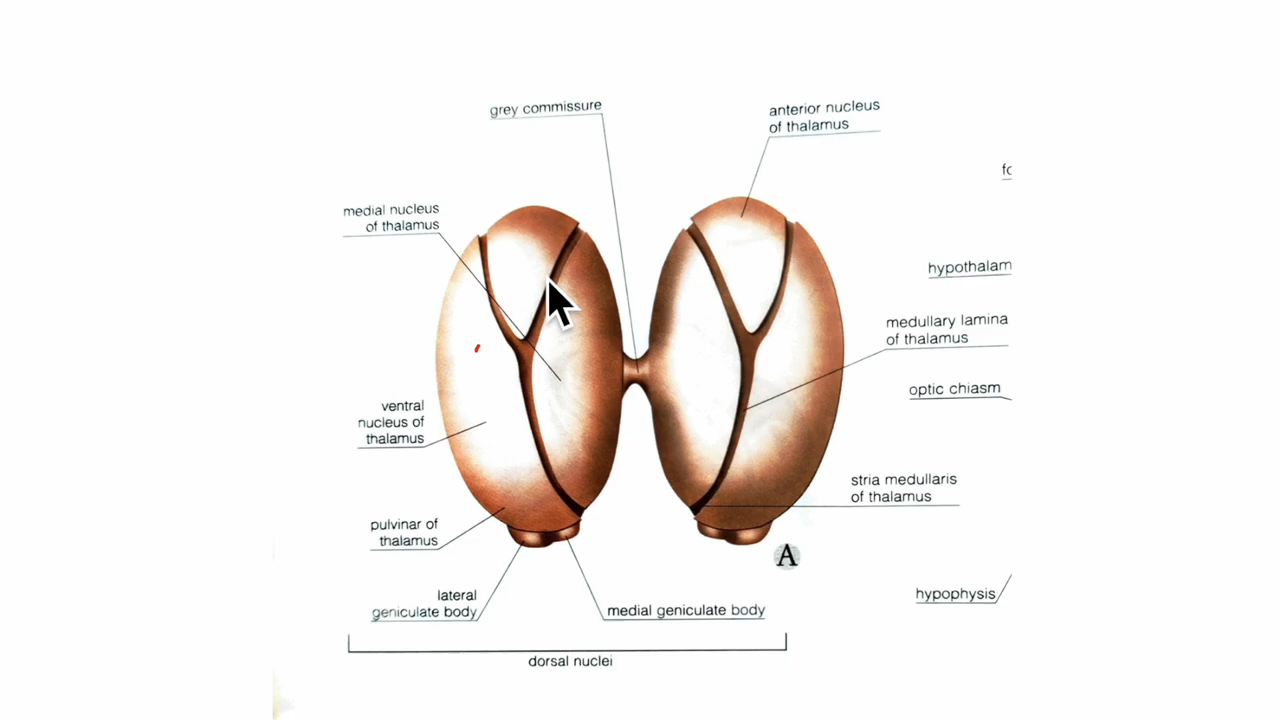 grey commissure
anterior nucleus
of thalamus
fc
medial nucleus
of thalamus
hypothalam
medullary lamina
of thalamus
optic chiasm
ventral
nucleus of
thalamus
stria medullaris
of thalamus
pulvinar of
thalamus
A
lateral
geniculate body
medial geniculate body
hypophysis
dorsal nuclei